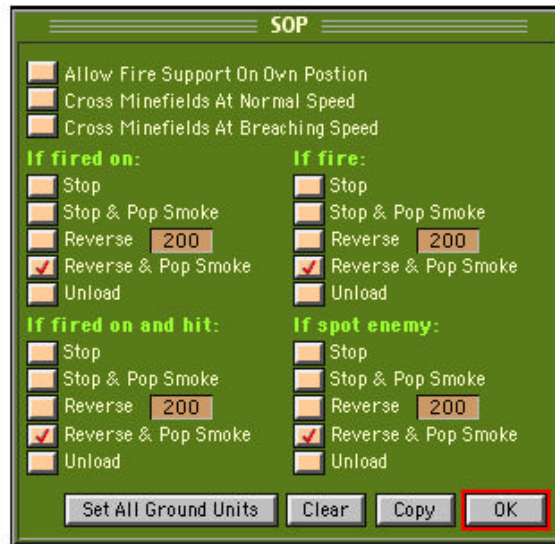 SOP
Allow Fire Support On Own Postion
Cross Minefields At Normal Speed
Cross Minefields At Breaching Speed
If fired on:
Stop
Stop & Pop Smoke
Reverse 200
Reverse & Pop Smoke
Unload
If fire:
Stop
Stop & Pop Smoke
Reverse 200
Reverse & Pop Smoke
Unload
If fired on and hit:
Stop
Stop & Pop Smoke
Reverse 200
Reverse & Pop Smoke
Unload
If spot enemy:
Stop
Stop & Pop Smoke
Reverse 200
Reverse & Pop Smoke
Unload
Set All Ground Units Clear Copy OK